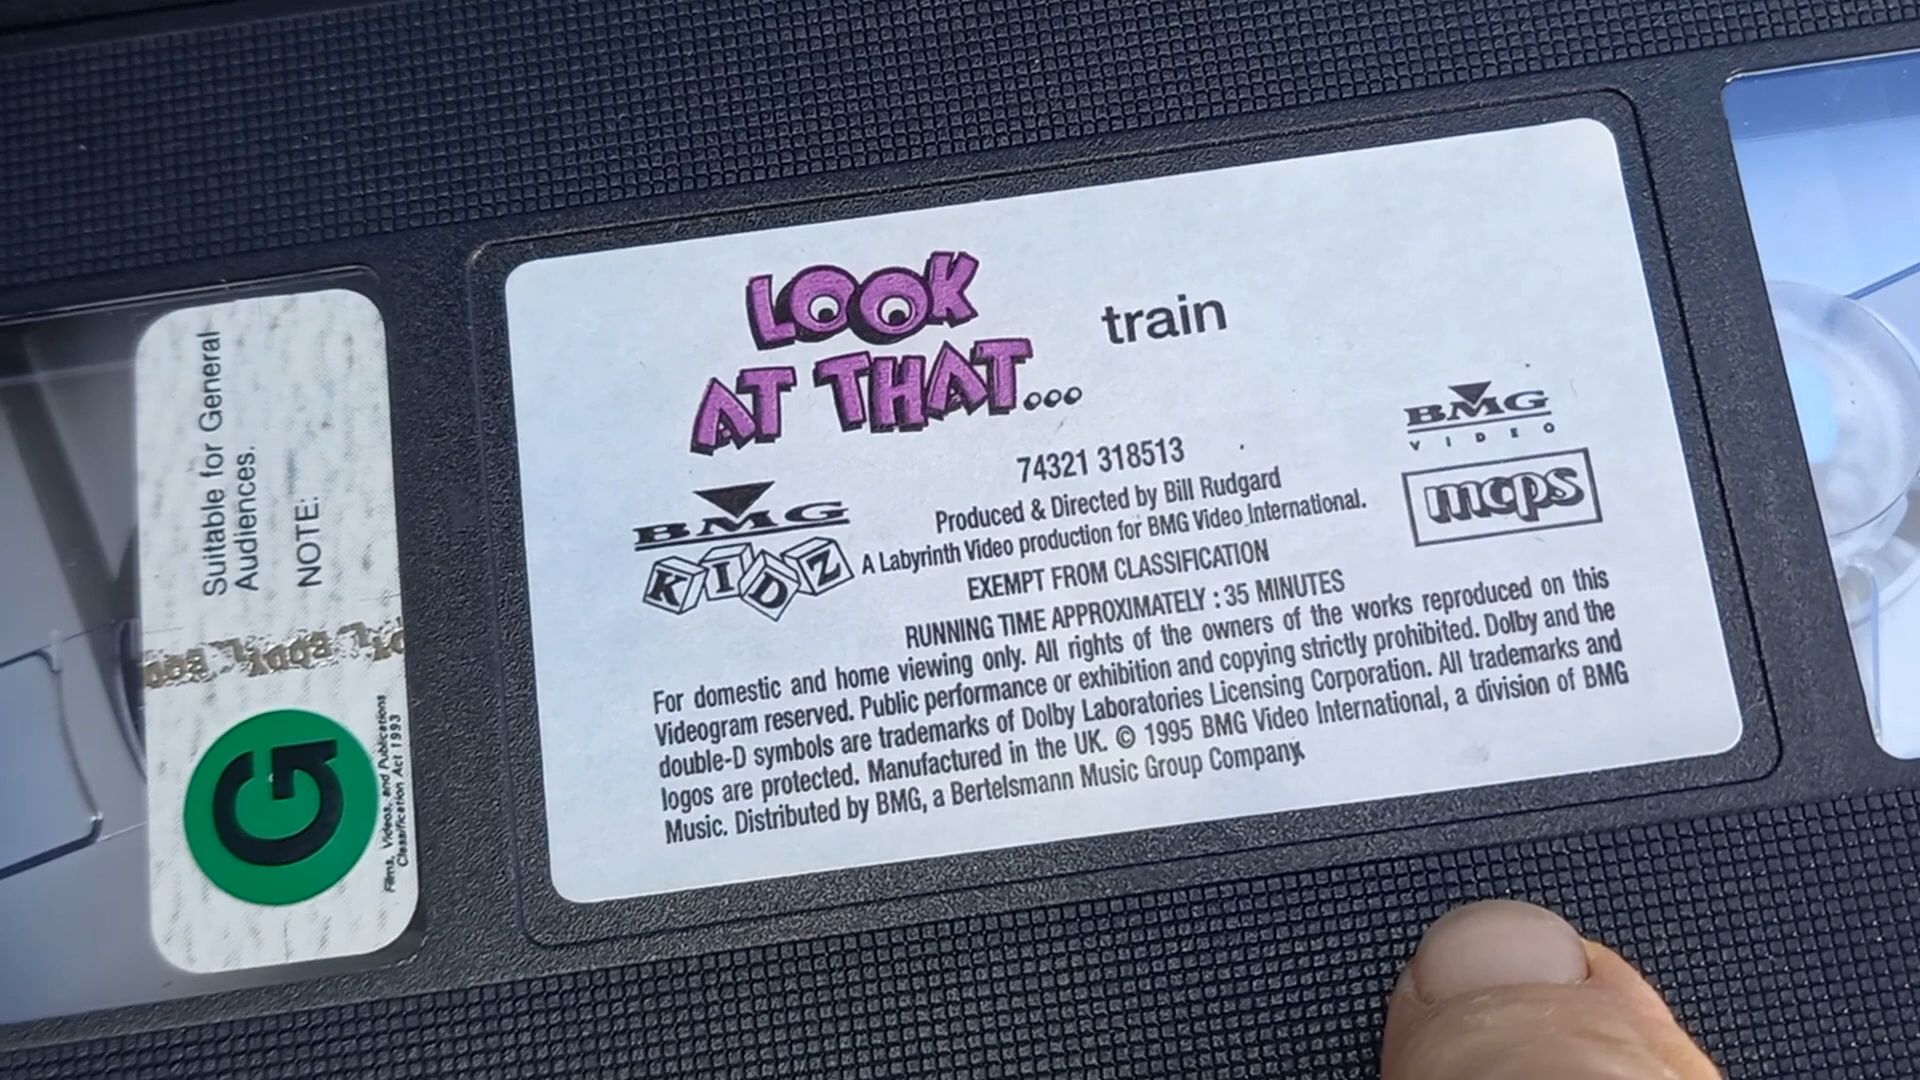 LOOK
AT THAT...
train
74321 318513
Produced & Directed by Bill Rudgard
A Labyrinth Video production for BMG Video International.
EXEMPT FROM CLASSIFICATION
RUNNING TIME APPROXIMATELY : 35 MINUTES
BMG
KIDZ
BMG
VIDEO
mcps
For domestic and home viewing only. All rights of the owners of the works reproduced on this
Videogram reserved. Public performance or exhibition and copying strictly prohibited. Dolby and the
double-D symbols are trademarks of Dolby Laboratories Licensing Corporation. All trademarks and
logos are protected. Manufactured in the UK. © 1995 BMG Video International, a division of BMG
Music. Distributed by BMG, a Bertelsmann Music Group Company
Suitable for General
Audiences.
NOTE:
G
Films, Videos, and Publications
Classification Act 1993